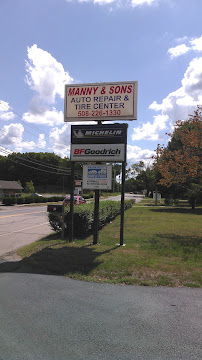 MANNY & SONS
AUTO REPAIR &
TIRE CENTER
508-226-1330
MICHELIN
BFGoodrich